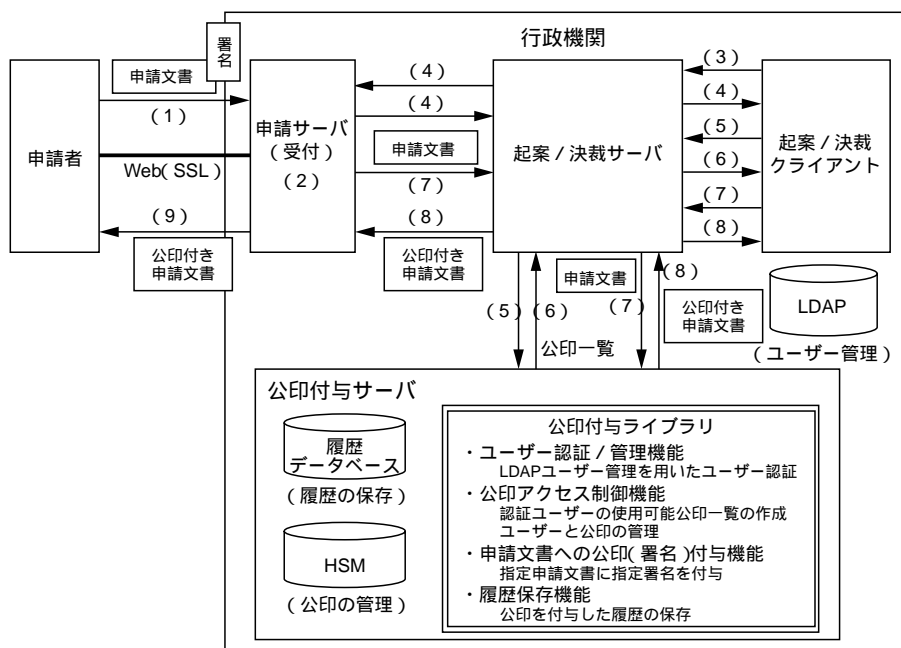 行政機関
署名
申請文書
(1)
申請者
Web(SSL)
(9)
公印付き
申請文書
申請サーバ
(受付)
(2)
(4)
(4)
申請文書
(7)
(8)
公印付き
申請文書
起案/決裁サーバ
(3)
(4)
(5)
(6)
(7)
(8)
起案/決裁
クライアント
(5)
(6)
公印一覧
申請文書
(7)
(8)
公印付き
申請文書
LDAP
(ユーザー管理)
公印付与サーバ
履歴
データベース
(履歴の保存)
HSM
(公印の管理)
公印付与ライブラリ
・ユーザー認証/管理機能
LDAPユーザー管理を用いたユーザー認証
・公印アクセス制御機能
認証ユーザーの使用可能公印一覧の作成
ユーザーと公印の管理
・申請文書への公印(署名)付与機能
指定申請文書に指定署名を付与
・履歴保存機能
公印を付与した履歴の保存